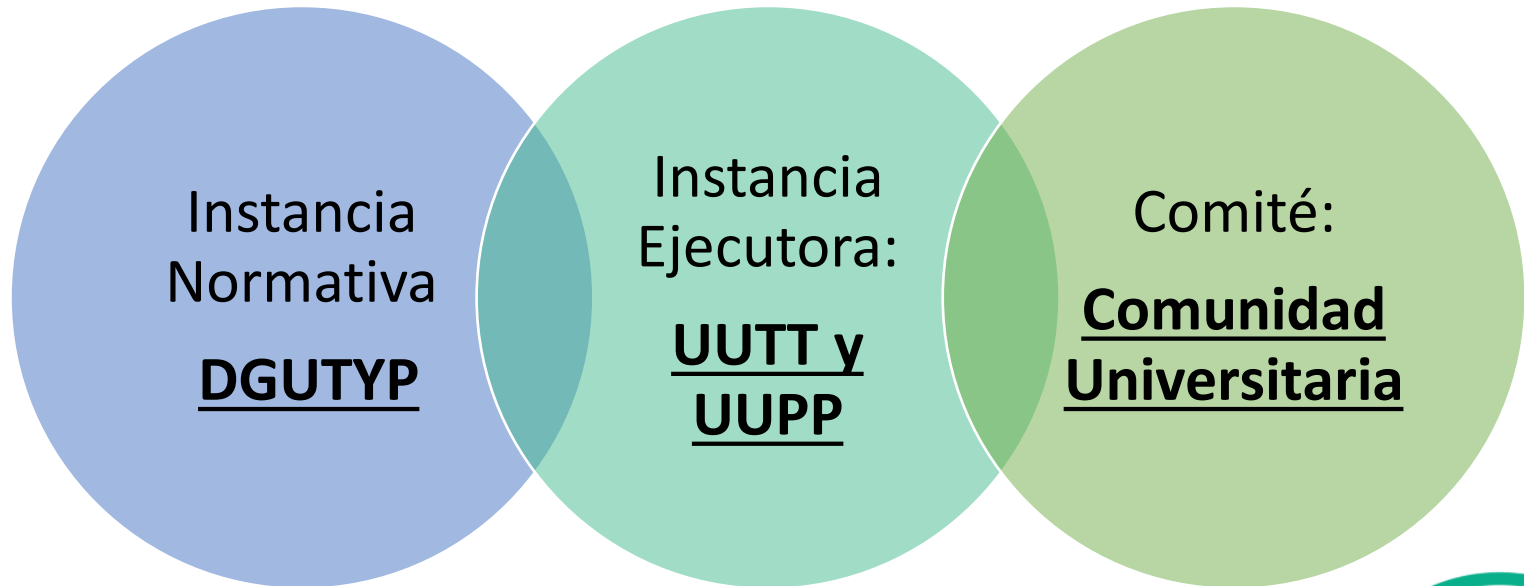 Instancia
Normativa
DGUTYP
Instancia
Ejecutora:
UUTT y
UUPP
Comité:
Comunidad
Universitaria